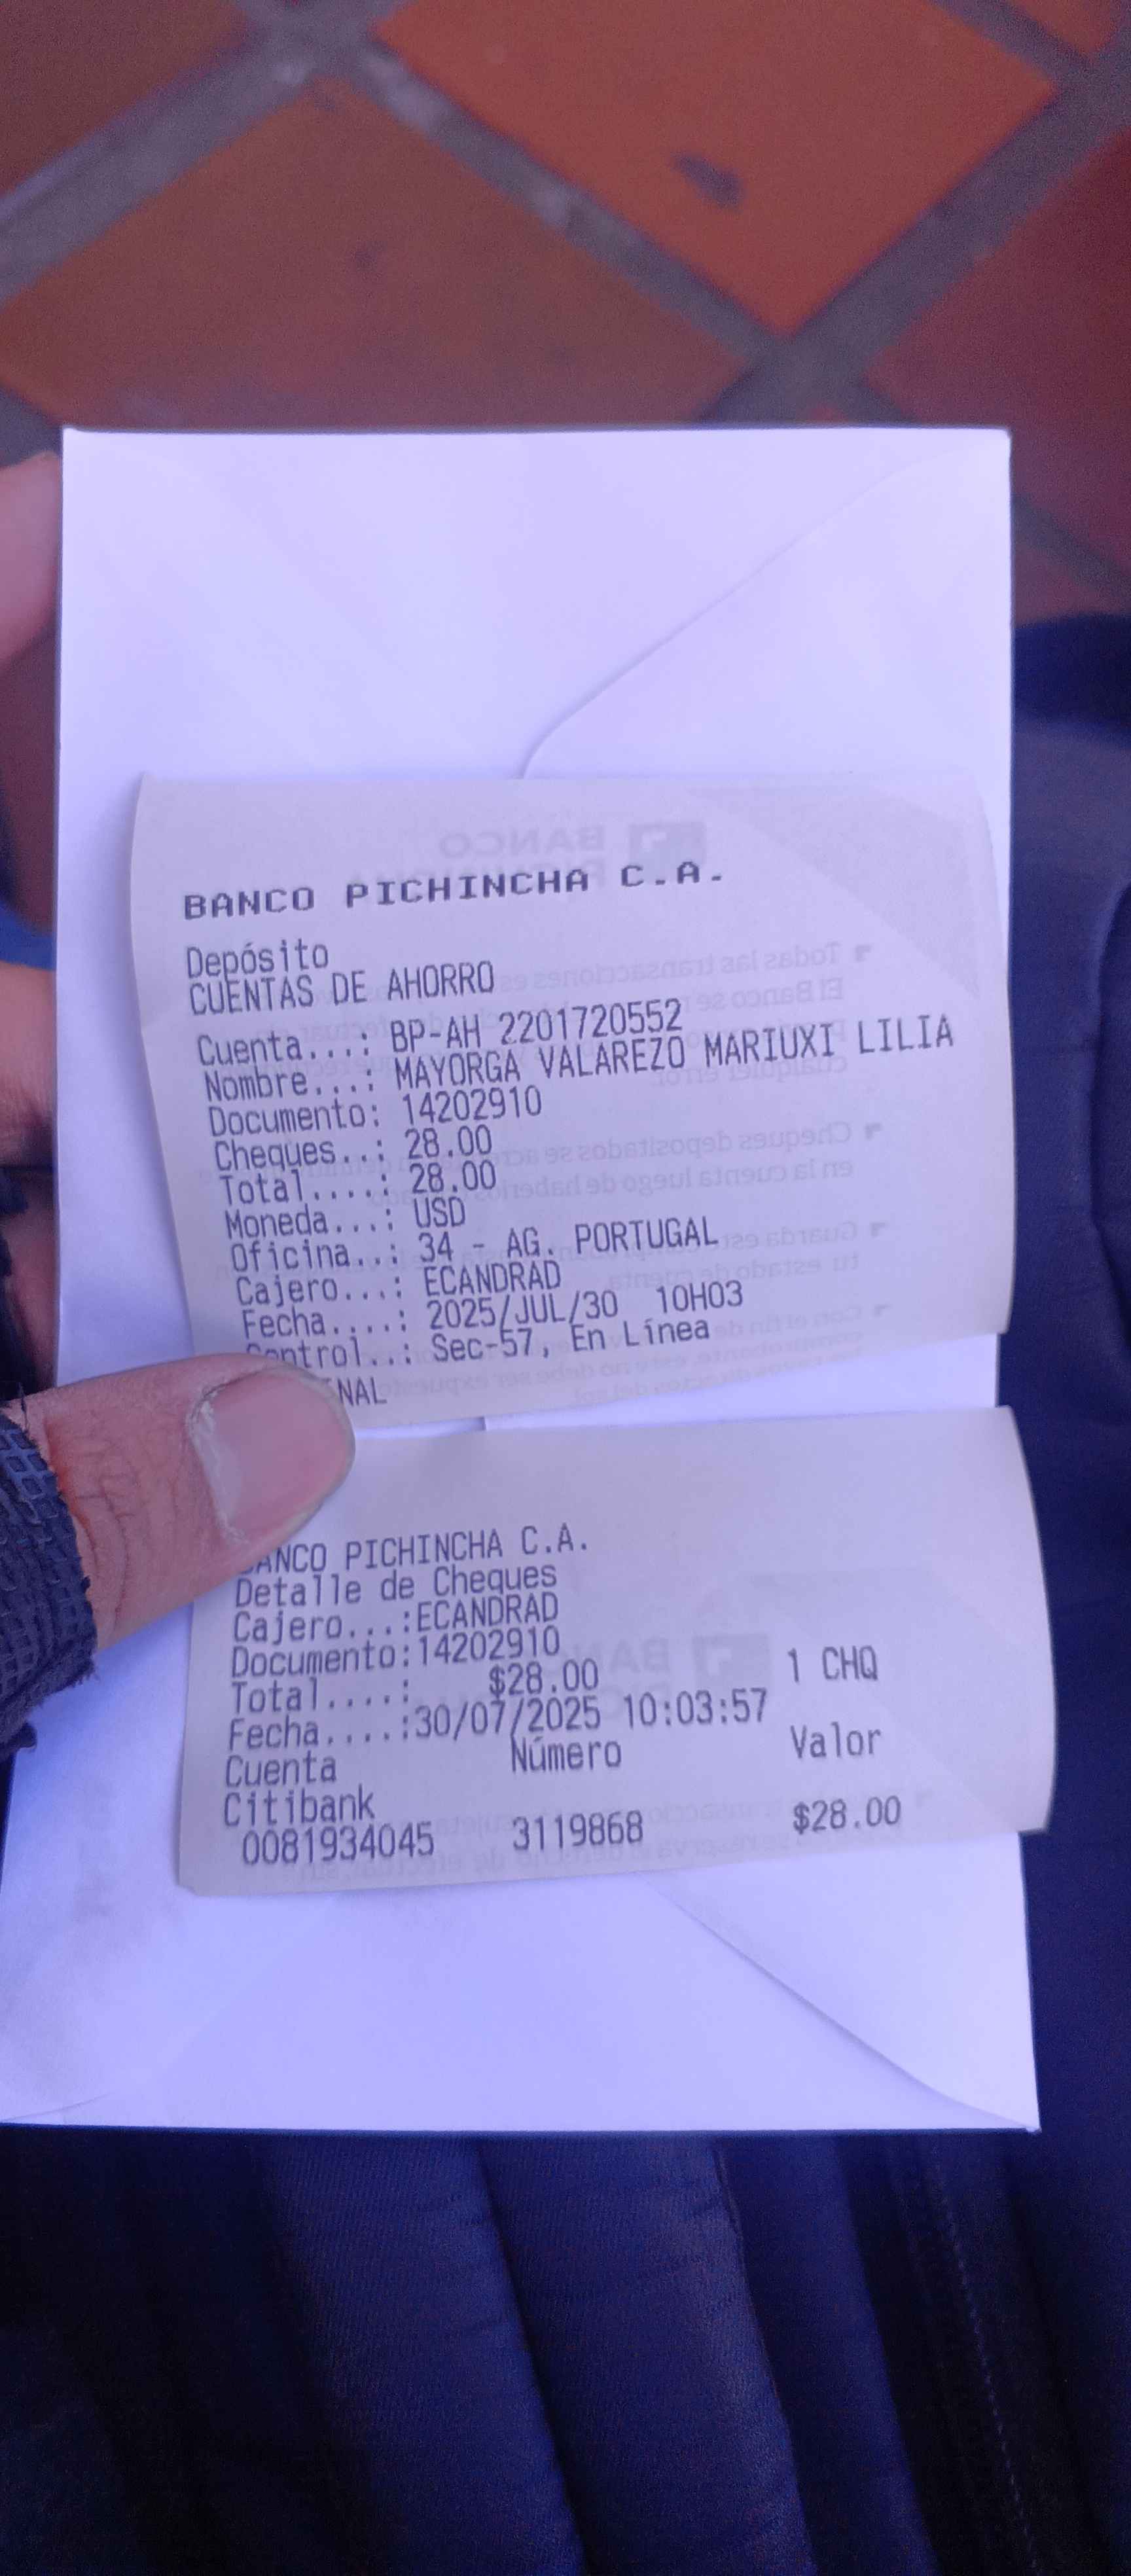 BANCO PICHINCHA C.A.
Depósito
CUENTAS DE AHORRO
Cuenta...: BP-AH 2201720552
Nombre...: MAYORGA VALAREZO MARIUXI LILIA
Documento: 14202910
Cheques..: 28.00
Total....: 28.00
Moneda...: USD
Oficina..: 34 - AG. PORTUGAL
Cajero...: ECANDRAD
Fecha....: 2025/JUL/30 10H03
Control..: Sec-57, En Línea
NAL
BANCO PICHINCHA C.A.
Detalle de Cheques
Cajero...:ECANDRAD
Documento:14202910
Total....: $28.00 1 CHQ
Fecha....:30/07/2025 10:03:57
Cuenta Número Valor
Citibank
0081934045 3119868 $28.00